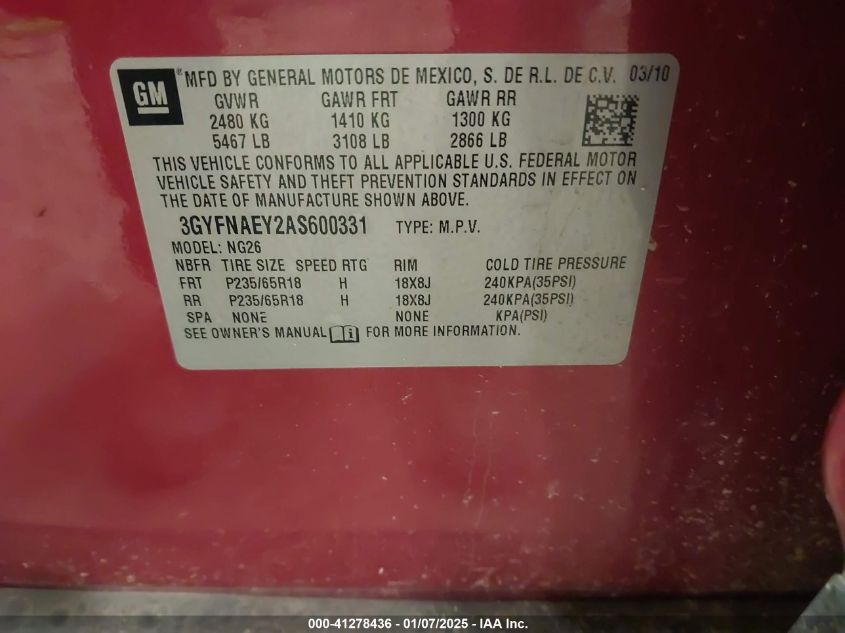 GM
® MFD BY GENERAL MOTORS DE MEXICO, S. DE R.L. DE C.V. 03/10
GVWR GAWR FRT GAWR RR
2480 KG 1410 KG 1300 KG
5467 LB 3108 LB 2866 LB
THIS VEHICLE CONFORMS TO ALL APPLICABLE U.S. FEDERAL MOTOR
VEHICLE SAFETY AND THEFT PREVENTION STANDARDS IN EFFECT ON
THE DATE OF MANUFACTURE SHOWN ABOVE.
3GYFNAEY2AS600331 TYPE: M.P.V.
MODEL: NG26
NBFR TIRE SIZE SPEED RTG RIM COLD TIRE PRESSURE
FRT P235/65R18 H 18X8J 240KPA(35PSI)
RR P235/65R18 H 18X8J 240KPA(35PSI)
SPA NONE NONE KPA(PSI)
SEE OWNER'S MANUAL i FOR MORE INFORMATION.
000-41278436 - 01/07/2025 - IAA Inc.